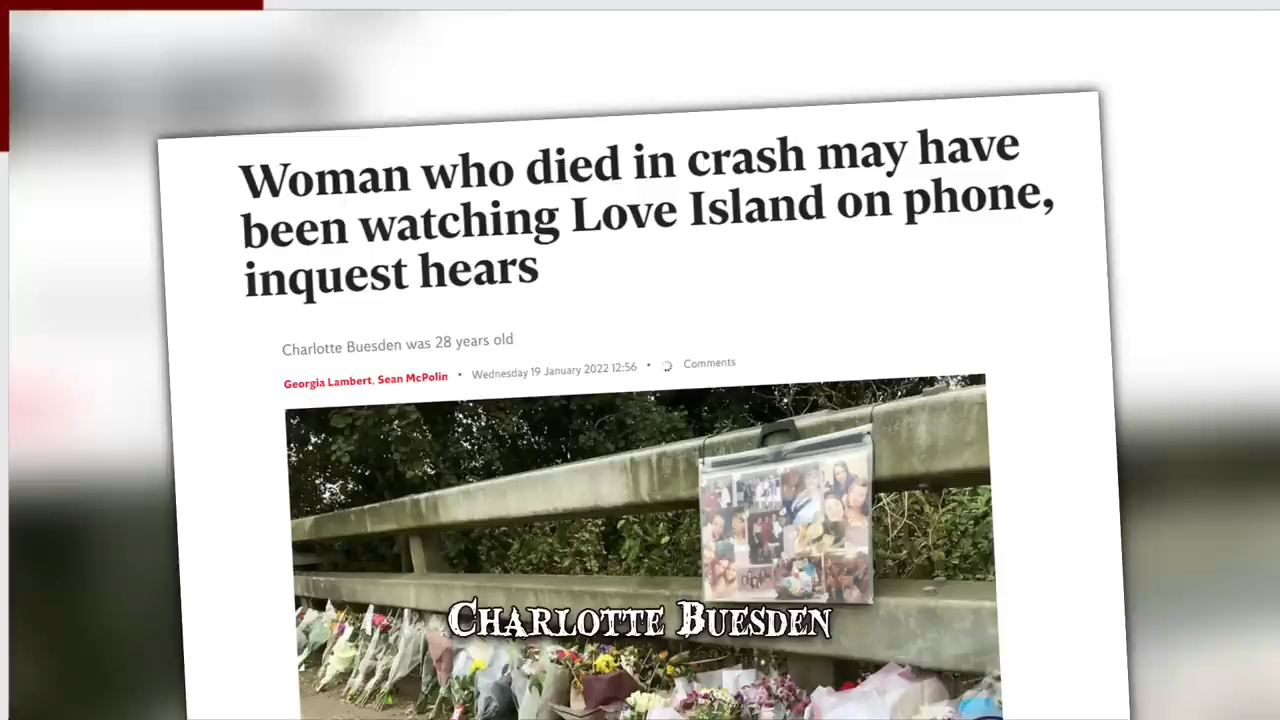 Woman who died in crash may have
been watching Love Island on phone,
inquest hears
Charlotte Buesden was 28 years old
Georgia Lambert, Sean McPolin • Wednesday 19 January 2022 12:56 • Comments
Charlotte Buesden